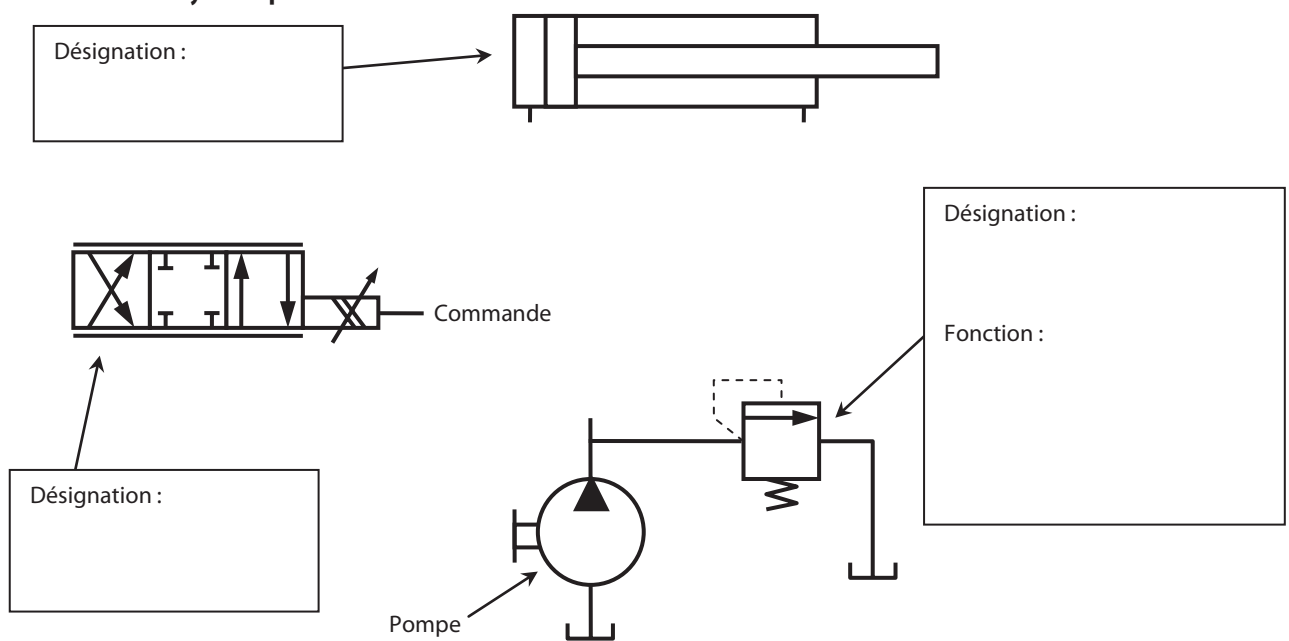 Désignation :
Désignation :
Commande
Fonction :
Désignation :
Pompe